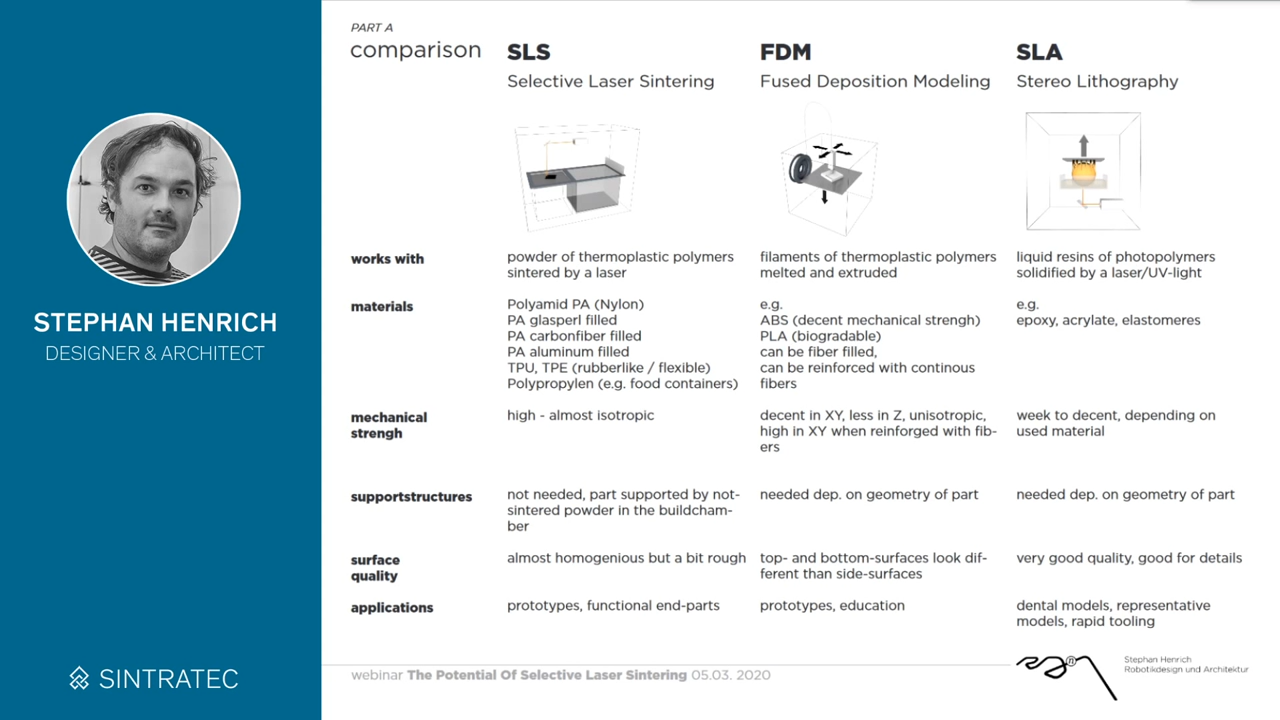 STEPHAN HENRICH
DESIGNER & ARCHITECT
SINTRATEC
PART A
comparison
SLS
Selective Laser Sintering
FDM
Fused Deposition Modeling
SLA
Stereo Lithography
works with
powder of thermoplastic polymers
sintered by a laser
filaments of thermoplastic polymers
melted and extruded
liquid resins of photopolymers
solidified by a laser/UV-light
materials
Polyamid PA (Nylon)
PA glasperl filled
PA carbonfiber filled
PA aluminum filled
TPU, TPE (rubberlike / flexible)
Polypropylen (e.g. food containers)
e.g.
ABS (decent mechanical strengh)
PLA (biogradable)
can be fiber filled,
can be reinforced with continous
fibers
e.g.
epoxy, acrylate, elastomeres
mechanical
strengh
high - almost isotropic
decent in XY, less in Z, unisotropic,
high in XY when reinforged with fib-
ers
week to decent, depending on
used material
supportstructures
not needed, part supported by not-
sintered powder in the buildcham-
ber
needed dep. on geometry of part
needed dep. on geometry of part
surface
quality
almost homogenious but a bit rough
top- and bottom-surfaces look dif-
ferent than side-surfaces
very good quality, good for details
applications
prototypes, functional end-parts
prototypes, education
dental models, representative
models, rapid tooling
webinar The Potential Of Selective Laser Sintering 05.03. 2020
Stephan Henrich
Robotikdesign und Architektur